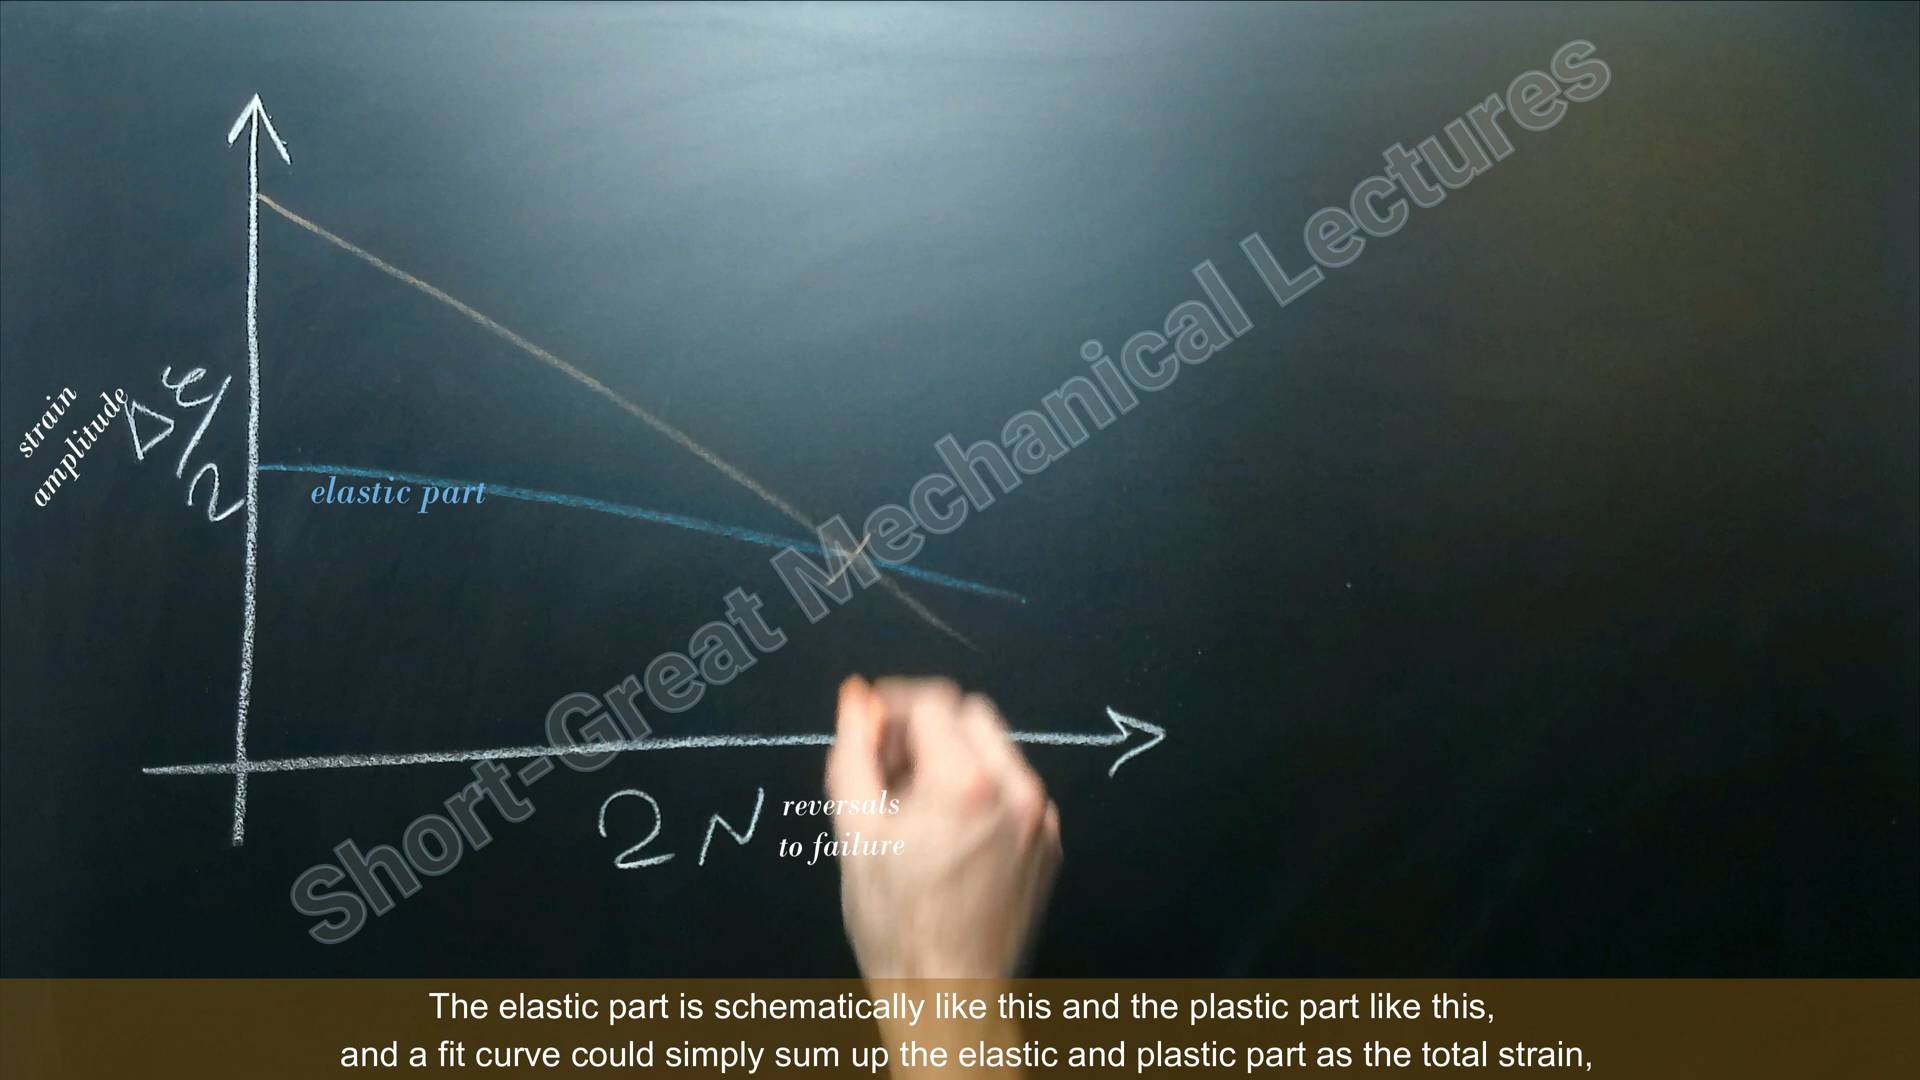 strain
amplitude
Δε/2
elastic part
2N
reversals
to failure
Short-Great Mechanical Lectures
The elastic part is schematically like this and the plastic part like this,
and a fit curve could simply sum up the elastic and plastic part as the total strain,